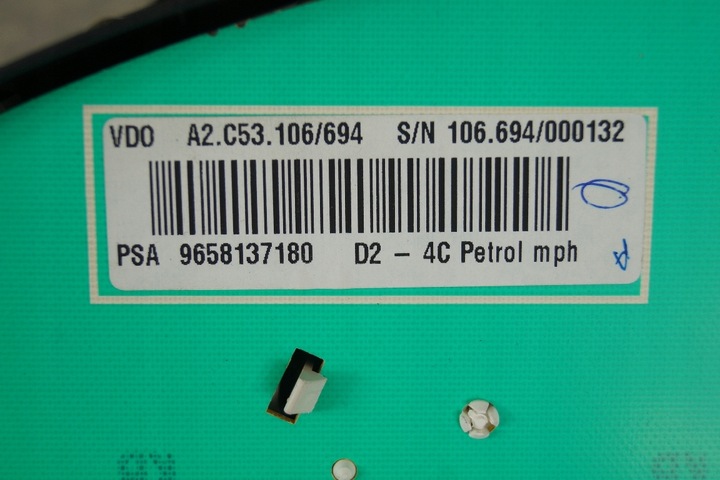 VDO A2.C53.106/694 S/N 106.694/000132
PSA 9658137180 D2 – 4C Petrol mph